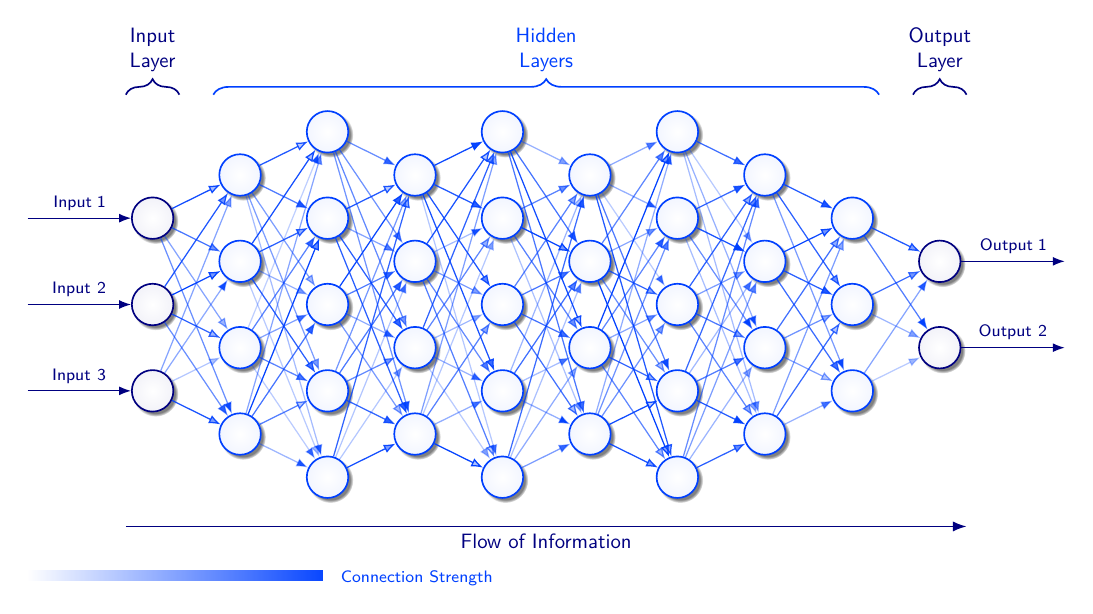 Input
Layer
Hidden
Layers
Output
Layer
Input 1
Input 2
Input 3
Output 1
Output 2
Flow of Information
Connection Strength